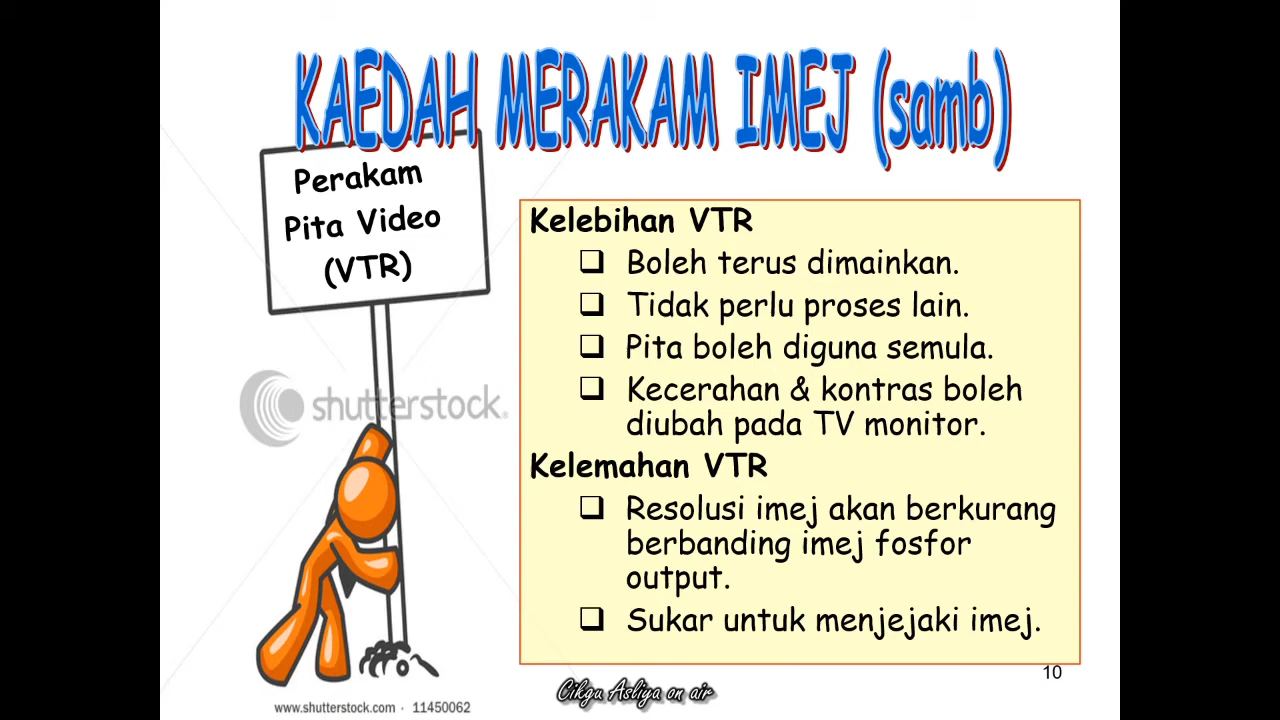 KAEDAH MERAKAM IMEJ (samb)
Perakam
Pita Video
(VTR)
Kelebihan VTR
❑ Boleh terus dimainkan.
❑ Tidak perlu proses lain.
❑ Pita boleh diguna semula.
❑ Kecerahan & kontras boleh
diubah pada TV monitor.
Kelemahan VTR
❑ Resolusi imej akan berkurang
berbanding imej fosfor
output.
❑ Sukar untuk menjejaki imej.
shutterstock
10
Cikgu Asliya on air
www.shutterstock.com · 11450062